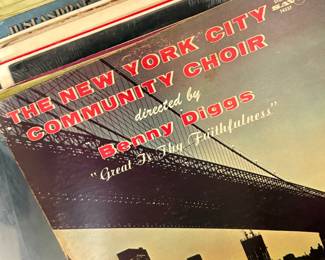 THE NEW YORK CITY
COMMUNITY CHOIR
directed by
Benny Diggs
"Great Is Thy Faithfulness"